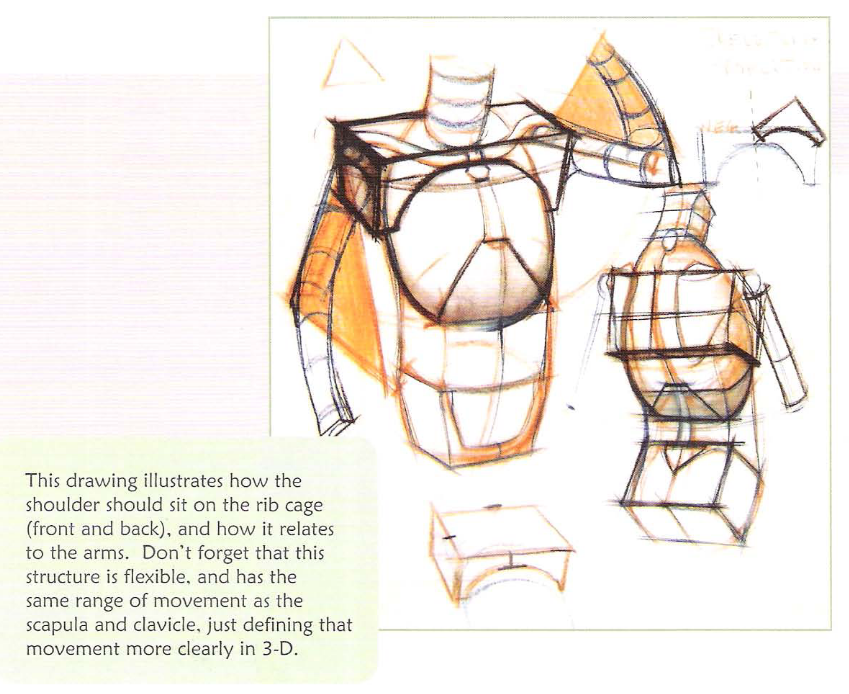 This drawing illustrates how the
shoulder should sit on the rib cage
(front and back), and how it relates
to the arms.  Don't forget that this
structure is flexible, and has the
same range of movement as the
scapula and clavicle, just defining that
movement more clearly in 3-D.